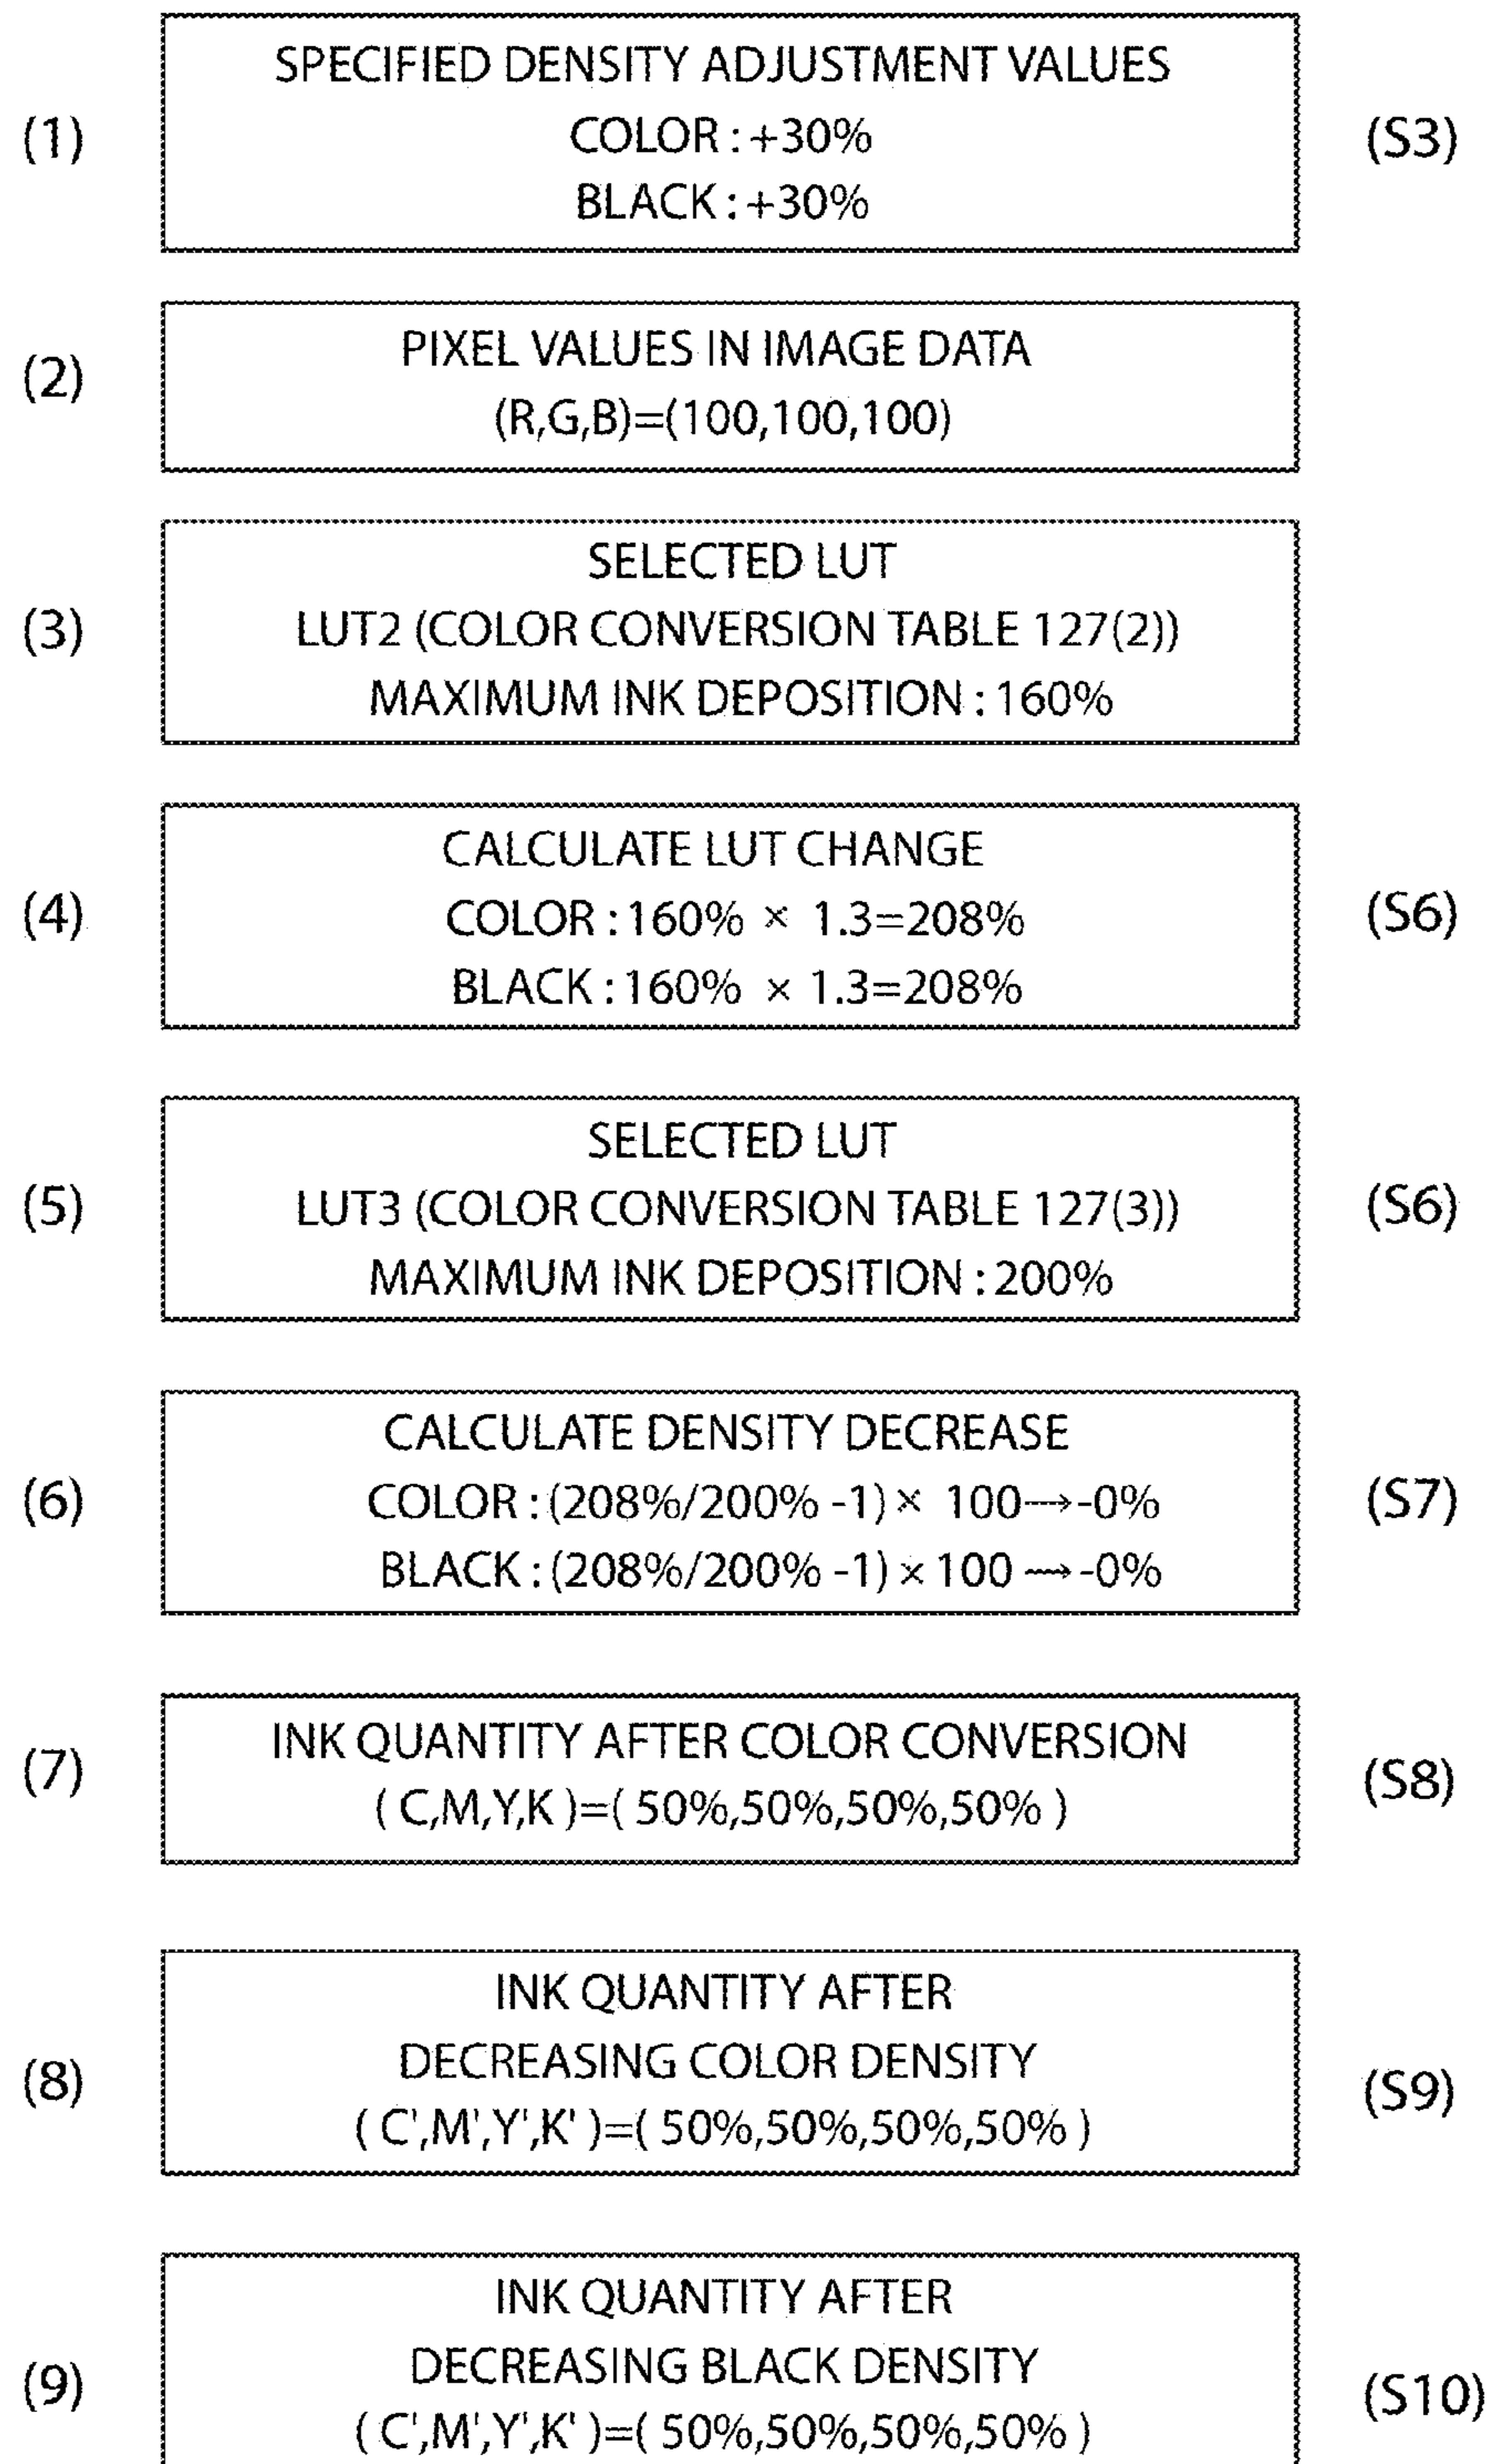 SPECIFIED DENSITY ADJUSTMENT VALUES
(1) COLOR : +30% (S3)
BLACK : +30%
PIXEL VALUES IN IMAGE DATA
(2)
(R,G,B)=(100,100,100)
SELECTED LUT
(3) LUT2 (COLOR CONVERSION TABLE 127(2))
MAXIMUM INK DEPOSITION : 160%
CALCULATE LUT CHANGE
(4) COLOR : 160% × 1.3=208% (S6)
BLACK : 160% × 1.3=208%
SELECTED LUT
(5) LUT3 (COLOR CONVERSION TABLE 127(3)) (S6)
MAXIMUM INK DEPOSITION : 200%
CALCULATE DENSITY DECREASE
(6) COLOR : (208%/200% -1) × 100→-0% (S7)
BLACK : (208%/200% -1) × 100 → -0%
INK QUANTITY AFTER COLOR CONVERSION
(7) (S8)
( C,M,Y,K )=( 50%,50%,50%,50% )
INK QUANTITY AFTER
(8) DECREASING COLOR DENSITY (S9)
( C',M',Y',K' )=( 50%,50%,50%,50% )
INK QUANTITY AFTER
(9) DECREASING BLACK DENSITY (S10)
( C',M',Y',K' )=( 50%,50%,50%,50% )